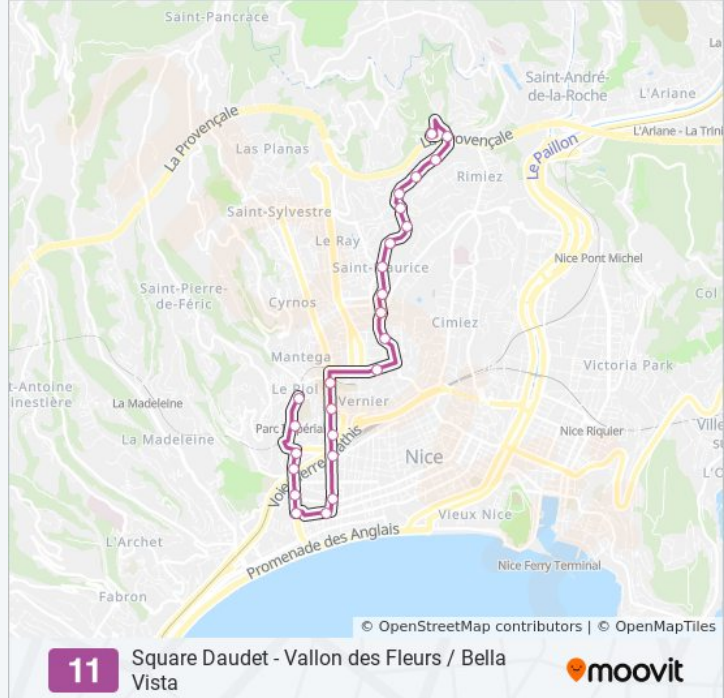 Saint-Pancrace
La
Saint-André-
de-la-Roche
L'Ariane
La Provençale
Las Planas
L'Ariane - La Trini
Le Paillon
Rimiez
Saint-Sylvestre
Le Ray
Nice Pont Michel
Saint-Pierre-
de-Féric
Col
Cyrnos
Cimiez
Mantega
Victoria Park
t-Antoine
inestière
Le Piol
La Madeleine
Vernier
Ville
La Madeleine
Nice Riquier
Nice
Vieux Nice
L'Archet
Promenade des Anglais
Nice Ferry Terminal
Fabron
© OpenStreetMap contributors | © OpenMapTiles
11
Square Daudet - Vallon des Fleurs / Bella
Vista
moovit